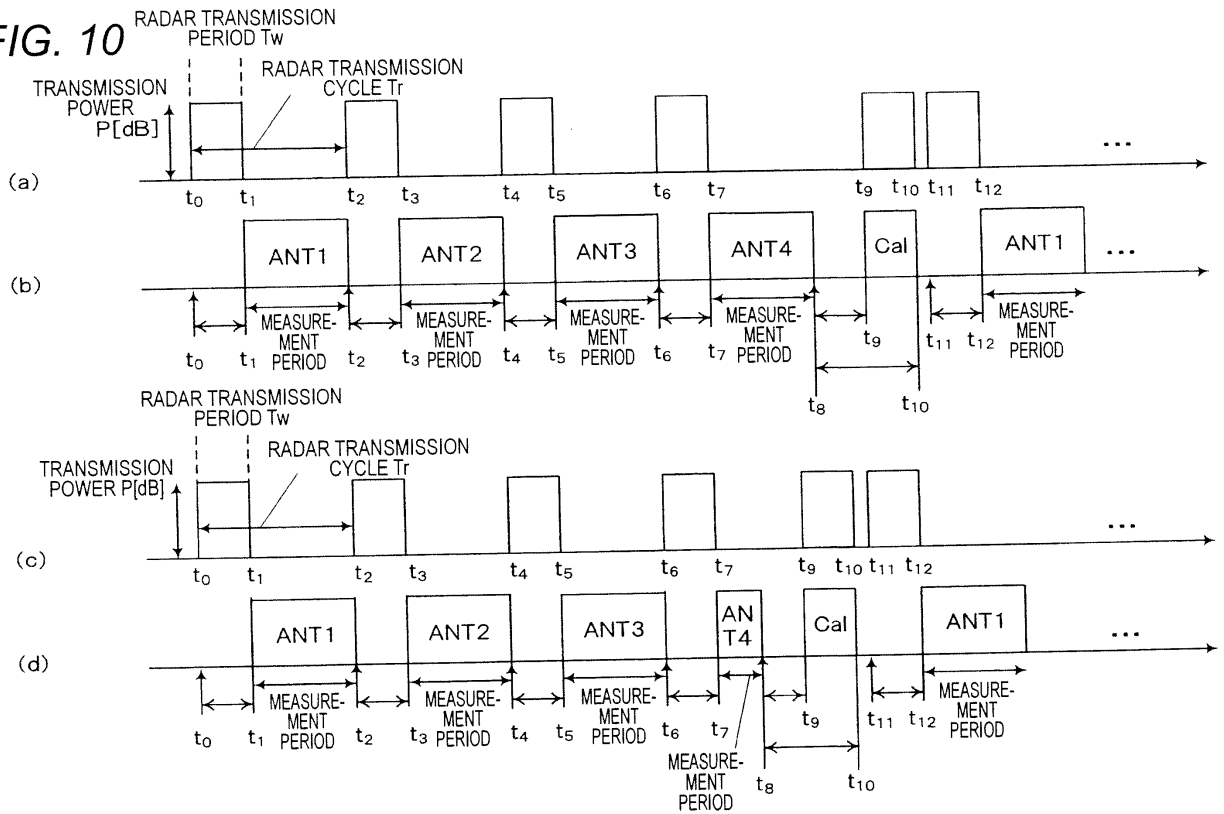 FIG. 10
RADAR TRANSMISSION
PERIOD Tw
RADAR TRANSMISSION
CYCLE Tr
TRANSMISSION
POWER
P[dB]
...
(a)
t0 t1 t2 t3 t4 t5 t6 t7 t9 t10 t11 t12
ANT1 ANT2 ANT3 ANT4 Cal ANT1
...
(b)
t0 t1 MEASURE-
MENT
PERIOD t2 t3 MEASURE-
MENT
PERIOD t4 t5 MEASURE-
MENT
PERIOD t6 t7 MEASURE-
MENT
PERIOD t9 t11 t12 MEASURE-
MENT
PERIOD
t8 t10
RADAR TRANSMISSION
PERIOD Tw
RADAR TRANSMISSION
CYCLE Tr
TRANSMISSION
POWER P[dB]
...
(c)
t0 t1 t2 t3 t4 t5 t6 t7 t9 t10 t11 t12
ANT1 ANT2 ANT3 AN
T4 Cal ANT1
...
(d)
t0 t1 MEASURE-
MENT
PERIOD t2 t3 MEASURE-
MENT
PERIOD t4 t5 MEASURE-
MENT
PERIOD t6 t7 t9 t11 t12 MEASURE-
MENT
PERIOD
MEASURE-
MENT
PERIOD
t8 t10